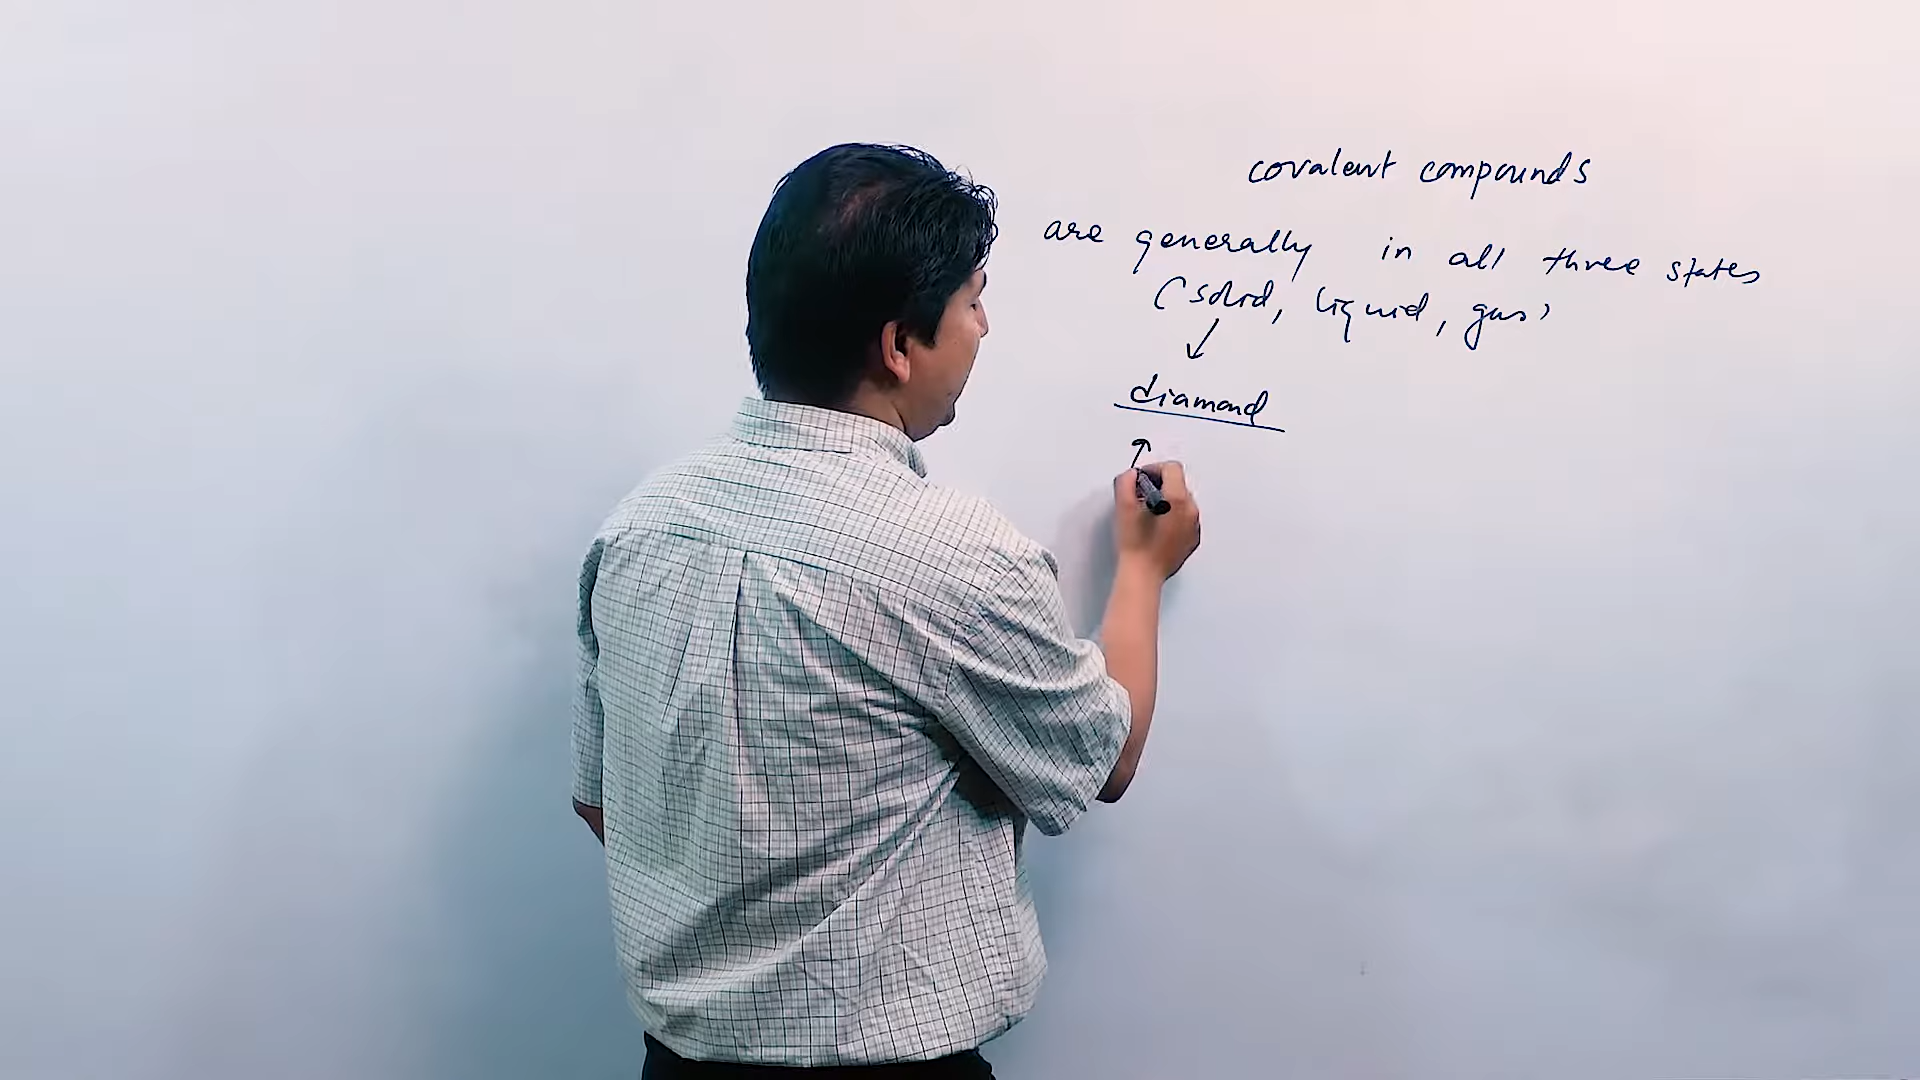 covalent compounds
are generally in all three states
(solid, liquid, gas)
diamond